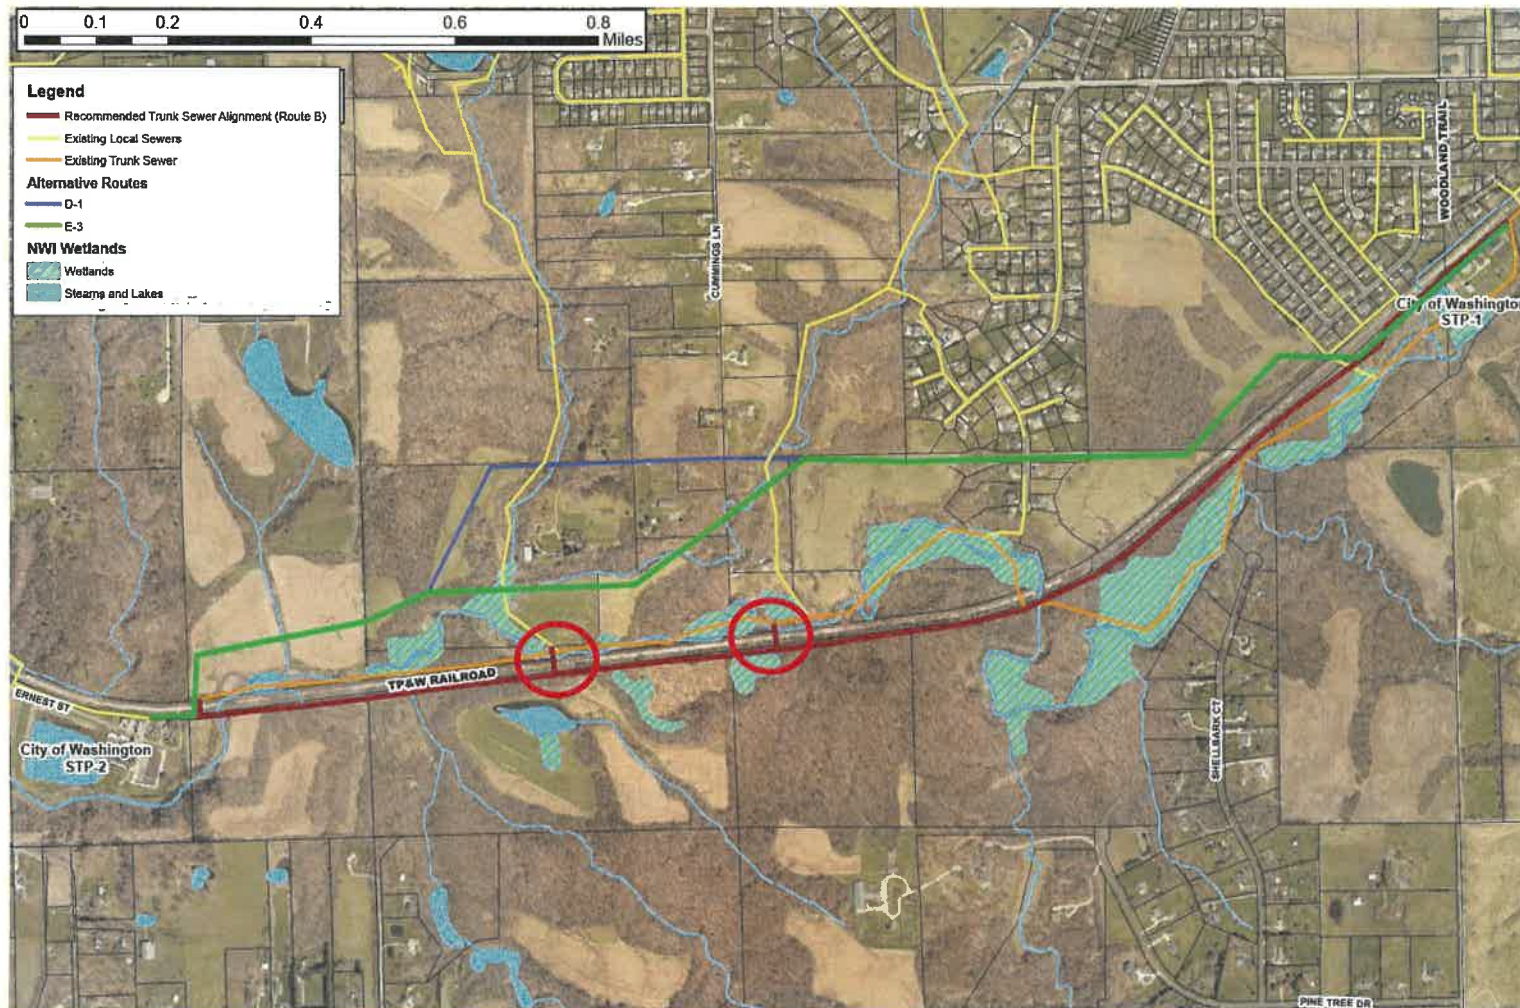 0 0.1 0.2 0.4 0.6 0.8
Miles
Legend
Recommended Trunk Sewer Alignment (Route B)
Existing Local Sewers
Existing Trunk Sewer
Alternative Routes
D-1
E-3
NWI Wetlands
Wetlands
Steams and Lakes
CUMMINGS LN
WOODLAND TRAIL
City of Washington
STP-1
TP&W RAILROAD
ERNEST ST
City of Washington
STP-2
SHELLBARK CT
PINE TREE DR